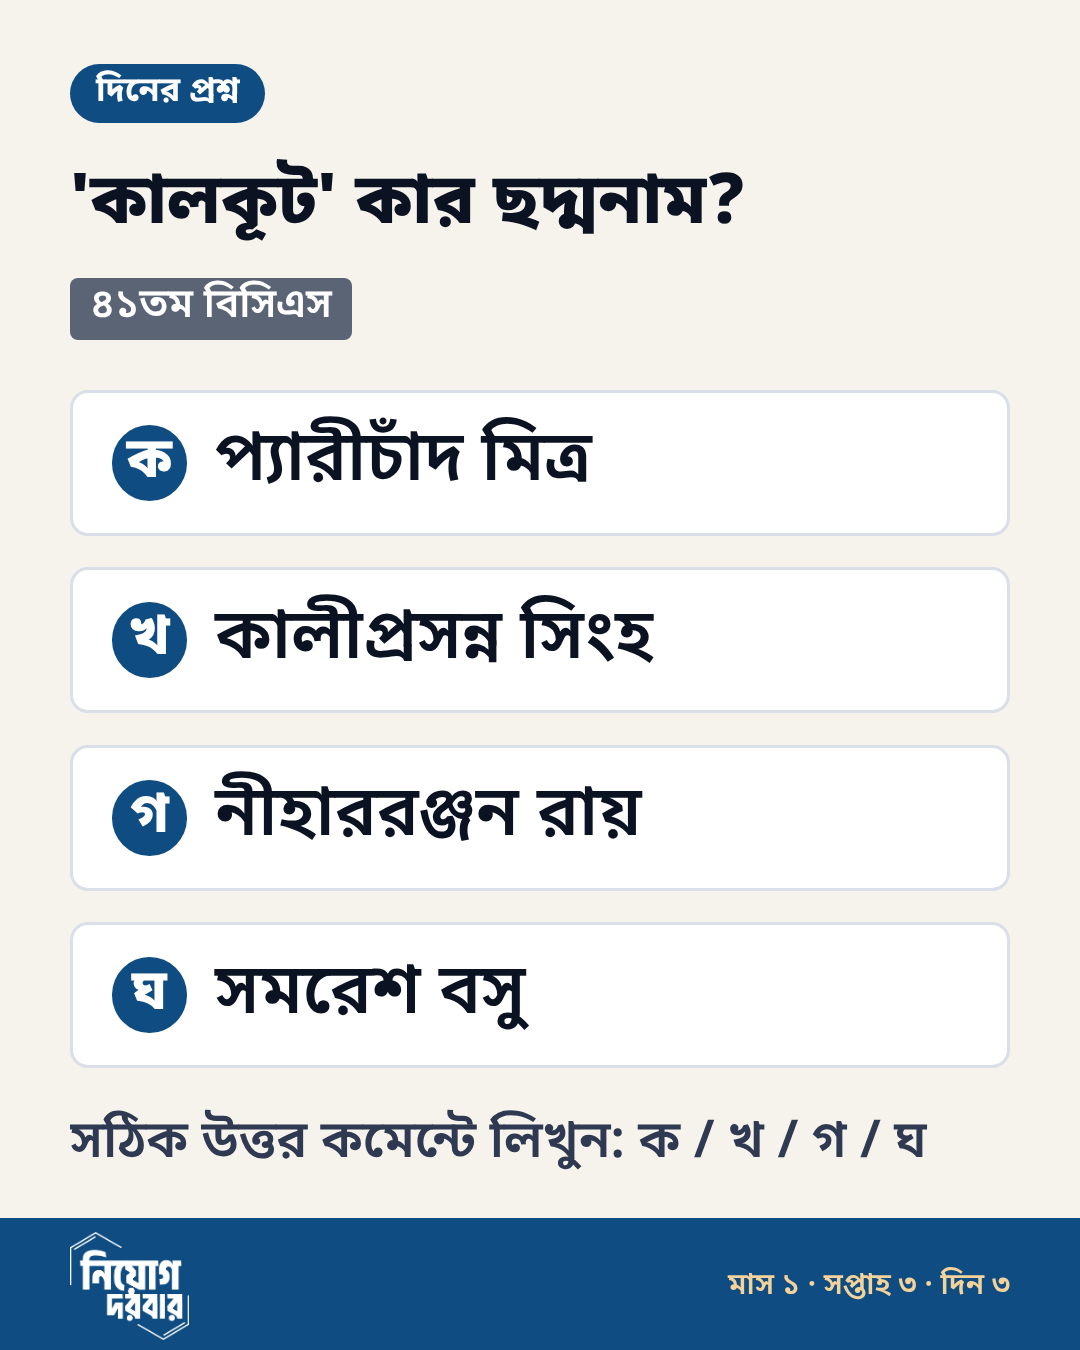 দিনের প্রশ্ন
'কালকূট' কার ছদ্মনাম?
৪১তম বিসিএস
ক প্যারীচাঁদ মিত্র
খ কালীপ্রসন্ন সিংহ
গ নীহাররঞ্জন রায়
ঘ সমরেশ বসু
সঠিক উত্তর কমেন্টে লিখুন: ক / খ / গ / ঘ
নিয়োগ
দরবার
মাস ১ · সপ্তাহ ৩ · দিন ৩